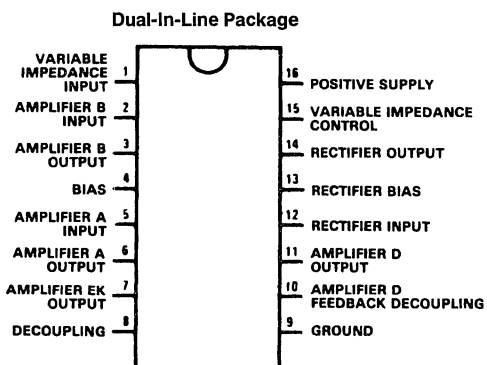 Dual-In-Line Package
VARIABLE
IMPEDANCE
INPUT
1
AMPLIFIER B
INPUT
2
AMPLIFIER B
OUTPUT
3
BIAS
4
AMPLIFIER A
INPUT
5
AMPLIFIER A
OUTPUT
6
AMPLIFIER EK
OUTPUT
7
DECOUPLING
8
16
POSITIVE SUPPLY
15
VARIABLE IMPEDANCE
CONTROL
14
RECTIFIER OUTPUT
13
RECTIFIER BIAS
12
RECTIFIER INPUT
11
AMPLIFIER D
OUTPUT
10
AMPLIFIER D
FEEDBACK DECOUPLING
9
GROUND